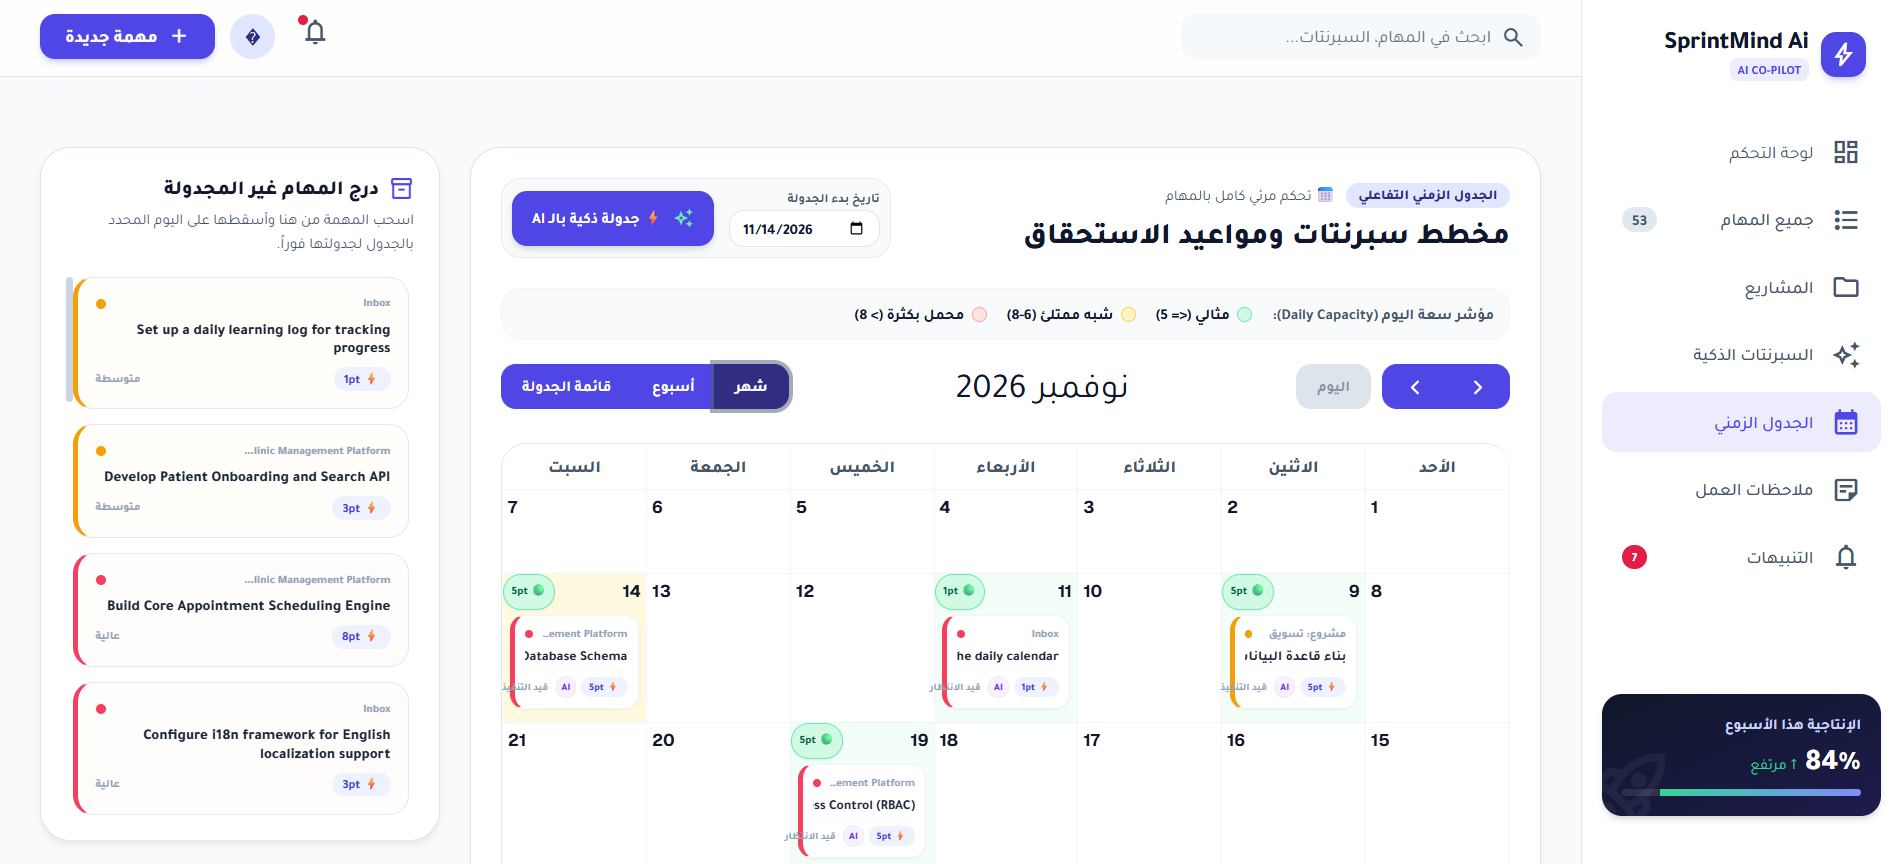 SprintMind Ai
AI CO-PILOT
لوحة التحكم
جميع المهام
53
المشاريع
السبرنتات الذكية
الجدول الزمني
ملاحظات العمل
التنبيهات
7
الإنتاجية هذا الأسبوع
84% ↑ مرتفع
ابحث في المهام، السبرنتات...
+ مهمة جديدة
الجدول الزمني التفاعلي
تحكم مرئي كامل بالمهام
مخطط سبرنتات ومواعيد الاستحقاق
تاريخ بدء الجدولة
11/14/2026
جدولة ذكية بالـ AI
مؤشر سعة اليوم (Daily Capacity):
مثالي (<= 5)
شبه ممتلئ (6-8)
محمل بكثرة (> 8)
اليوم
نوفمبر 2026
شهر
أسبوع
قائمة الجدولة
الأحد
الاثنين
الثلاثاء
الأربعاء
الخميس
الجمعة
السبت
1
2
3
4
5
6
7
8
9
5pt
مشروع: تسويق
بناء قاعدة البيانات
5pt
AI
قيد التنفيذ
10
11
1pt
Inbox
he daily calendar
1pt
AI
قيد الانتظار
12
13
14
5pt
...ement Platform
Database Schema
5pt
AI
قيد التنفيذ
15
16
17
18
19
5pt
...ement Platform
ss Control (RBAC)
5pt
AI
قيد الانتظار
20
21
درج المهام غير المجدولة
اسحب المهمة من هنا وأسقطها على اليوم المحدد
بالجدول لجدولتها فوراً.
Inbox
Set up a daily learning log for tracking
progress
1pt
متوسطة
...linic Management Platform
Develop Patient Onboarding and Search API
3pt
متوسطة
...linic Management Platform
Build Core Appointment Scheduling Engine
8pt
عالية
Inbox
Configure i18n framework for English
localization support
3pt
عالية